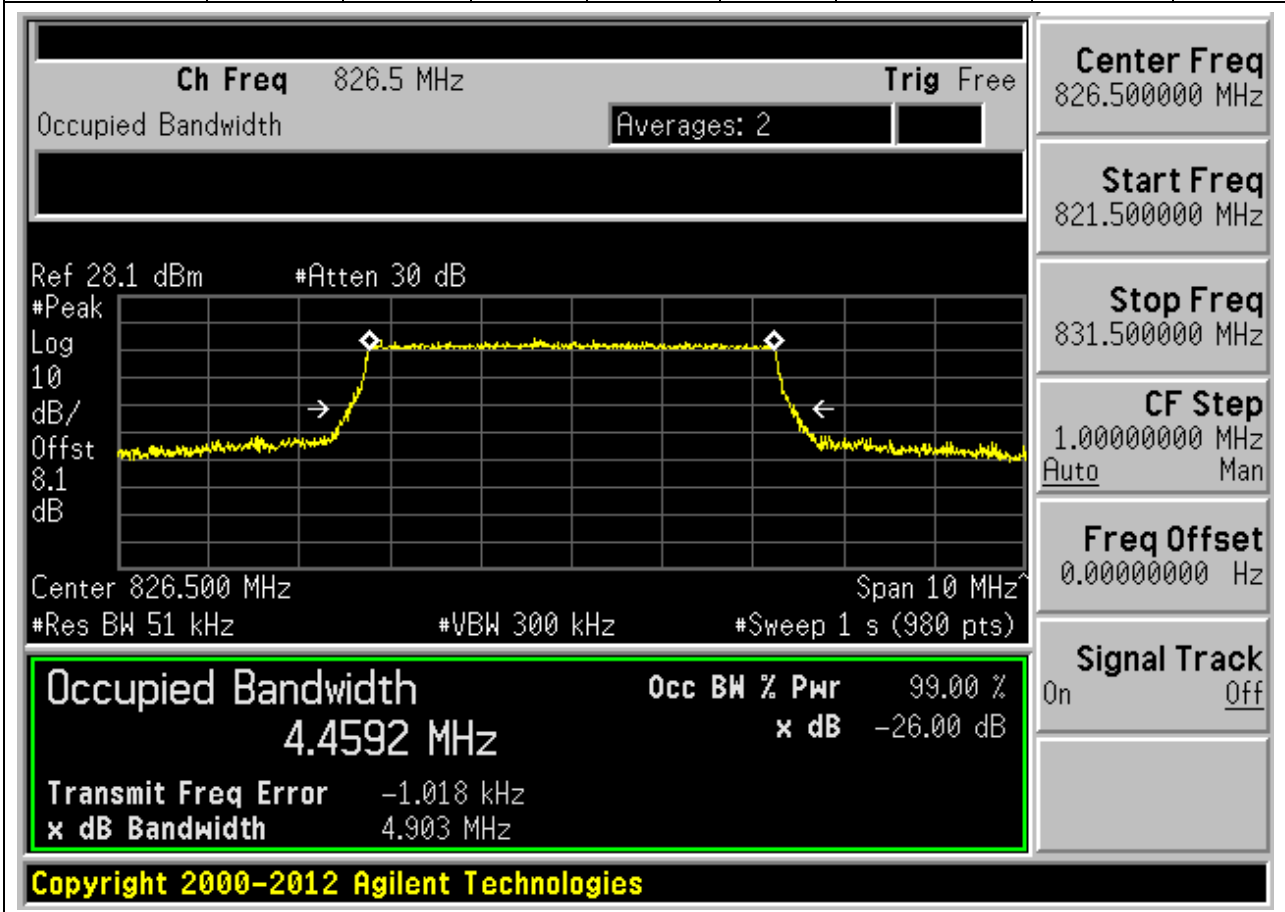 Ch Freq 826.5 MHz Trig Free
Occupied Bandwidth Averages: 2
Ref 28.1 dBm #Atten 30 dB
#Peak
Log
10
dB/
Offst
8.1
dB
Center 826.500 MHz Span 10 MHz^
#Res BW 51 kHz #VBW 300 kHz #Sweep 1 s (980 pts)
Occupied Bandwidth Occ BW % Pwr 99.00 %
4.4592 MHz x dB -26.00 dB
Transmit Freq Error -1.018 kHz
x dB Bandwidth 4.903 MHz
Copyright 2000-2012 Agilent Technologies
Center Freq
826.500000 MHz
Start Freq
821.500000 MHz
Stop Freq
831.500000 MHz
CF Step
1.00000000 MHz
Auto Man
Freq Offset
0.00000000 Hz
Signal Track
On Off